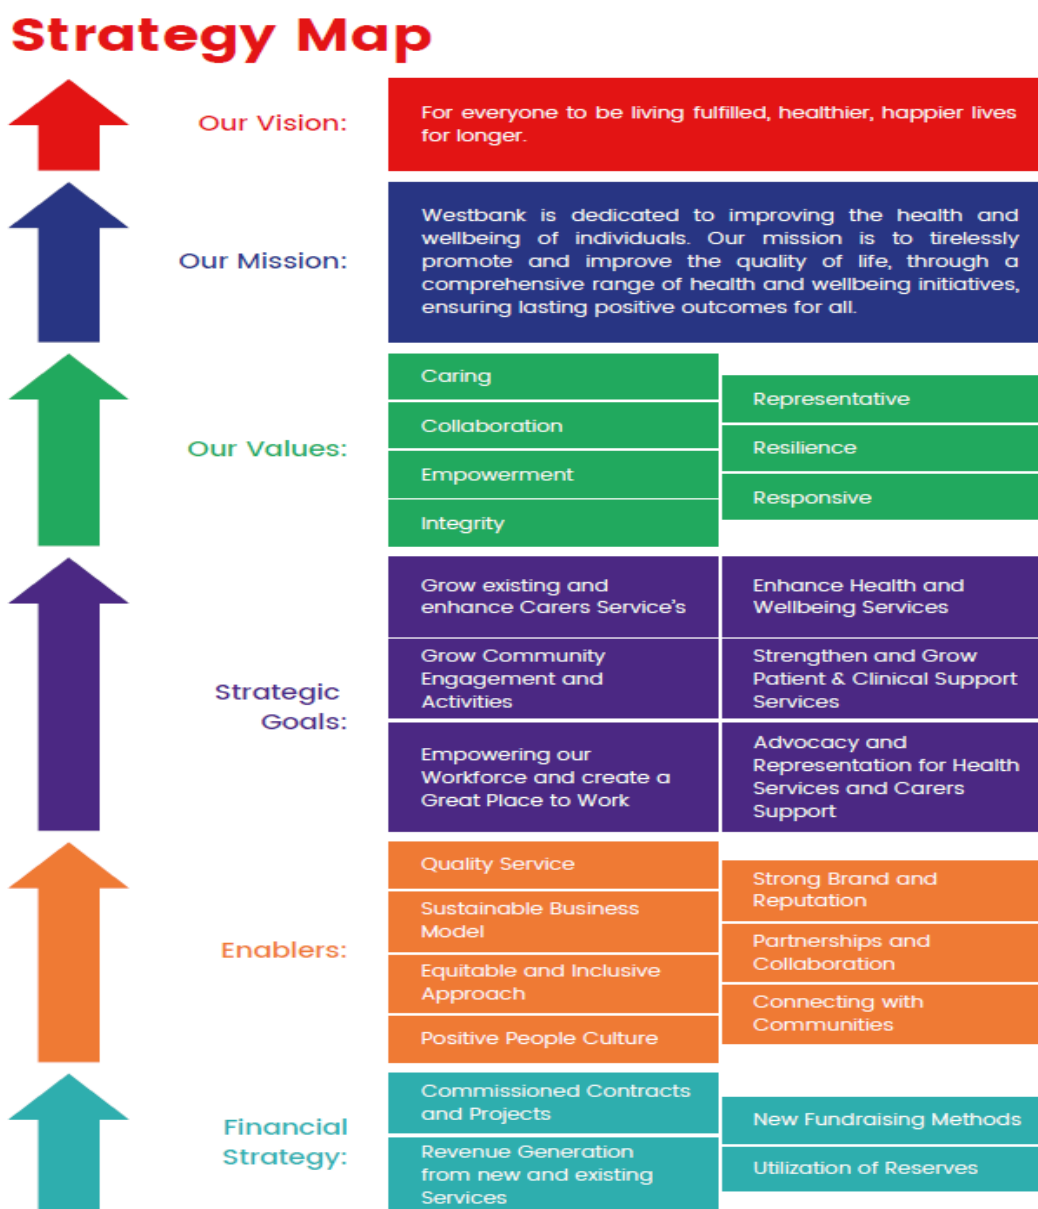 Strategy Map
Our Vision:
For everyone to be living fulfilled, healthier, happier lives
for longer.
Our Mission:
Westbank is dedicated to improving the health and
wellbeing of individuals. Our mission is to tirelessly
promote and improve the quality of life, through a
comprehensive range of health and wellbeing initiatives,
ensuring lasting positive outcomes for all.
Our Values:
Caring
Collaboration
Empowerment
Integrity
Representative
Resilience
Responsive
Strategic
Goals:
Grow existing and
enhance Carers Service's
Grow Community
Engagement and
Activities
Empowering our
Workforce and create a
Great Place to Work
Enhance Health and
Wellbeing Services
Strengthen and Grow
Patient & Clinical Support
Services
Advocacy and
Representation for Health
Services and Carers
Support
Enablers:
Quality Service
Sustainable Business
Model
Equitable and Inclusive
Approach
Positive People Culture
Strong Brand and
Reputation
Partnerships and
Collaboration
Connecting with
Communities
Financial
Strategy:
Commissioned Contracts
and Projects
Revenue Generation
from new and existing
Services
New Fundraising Methods
Utilization of Reserves